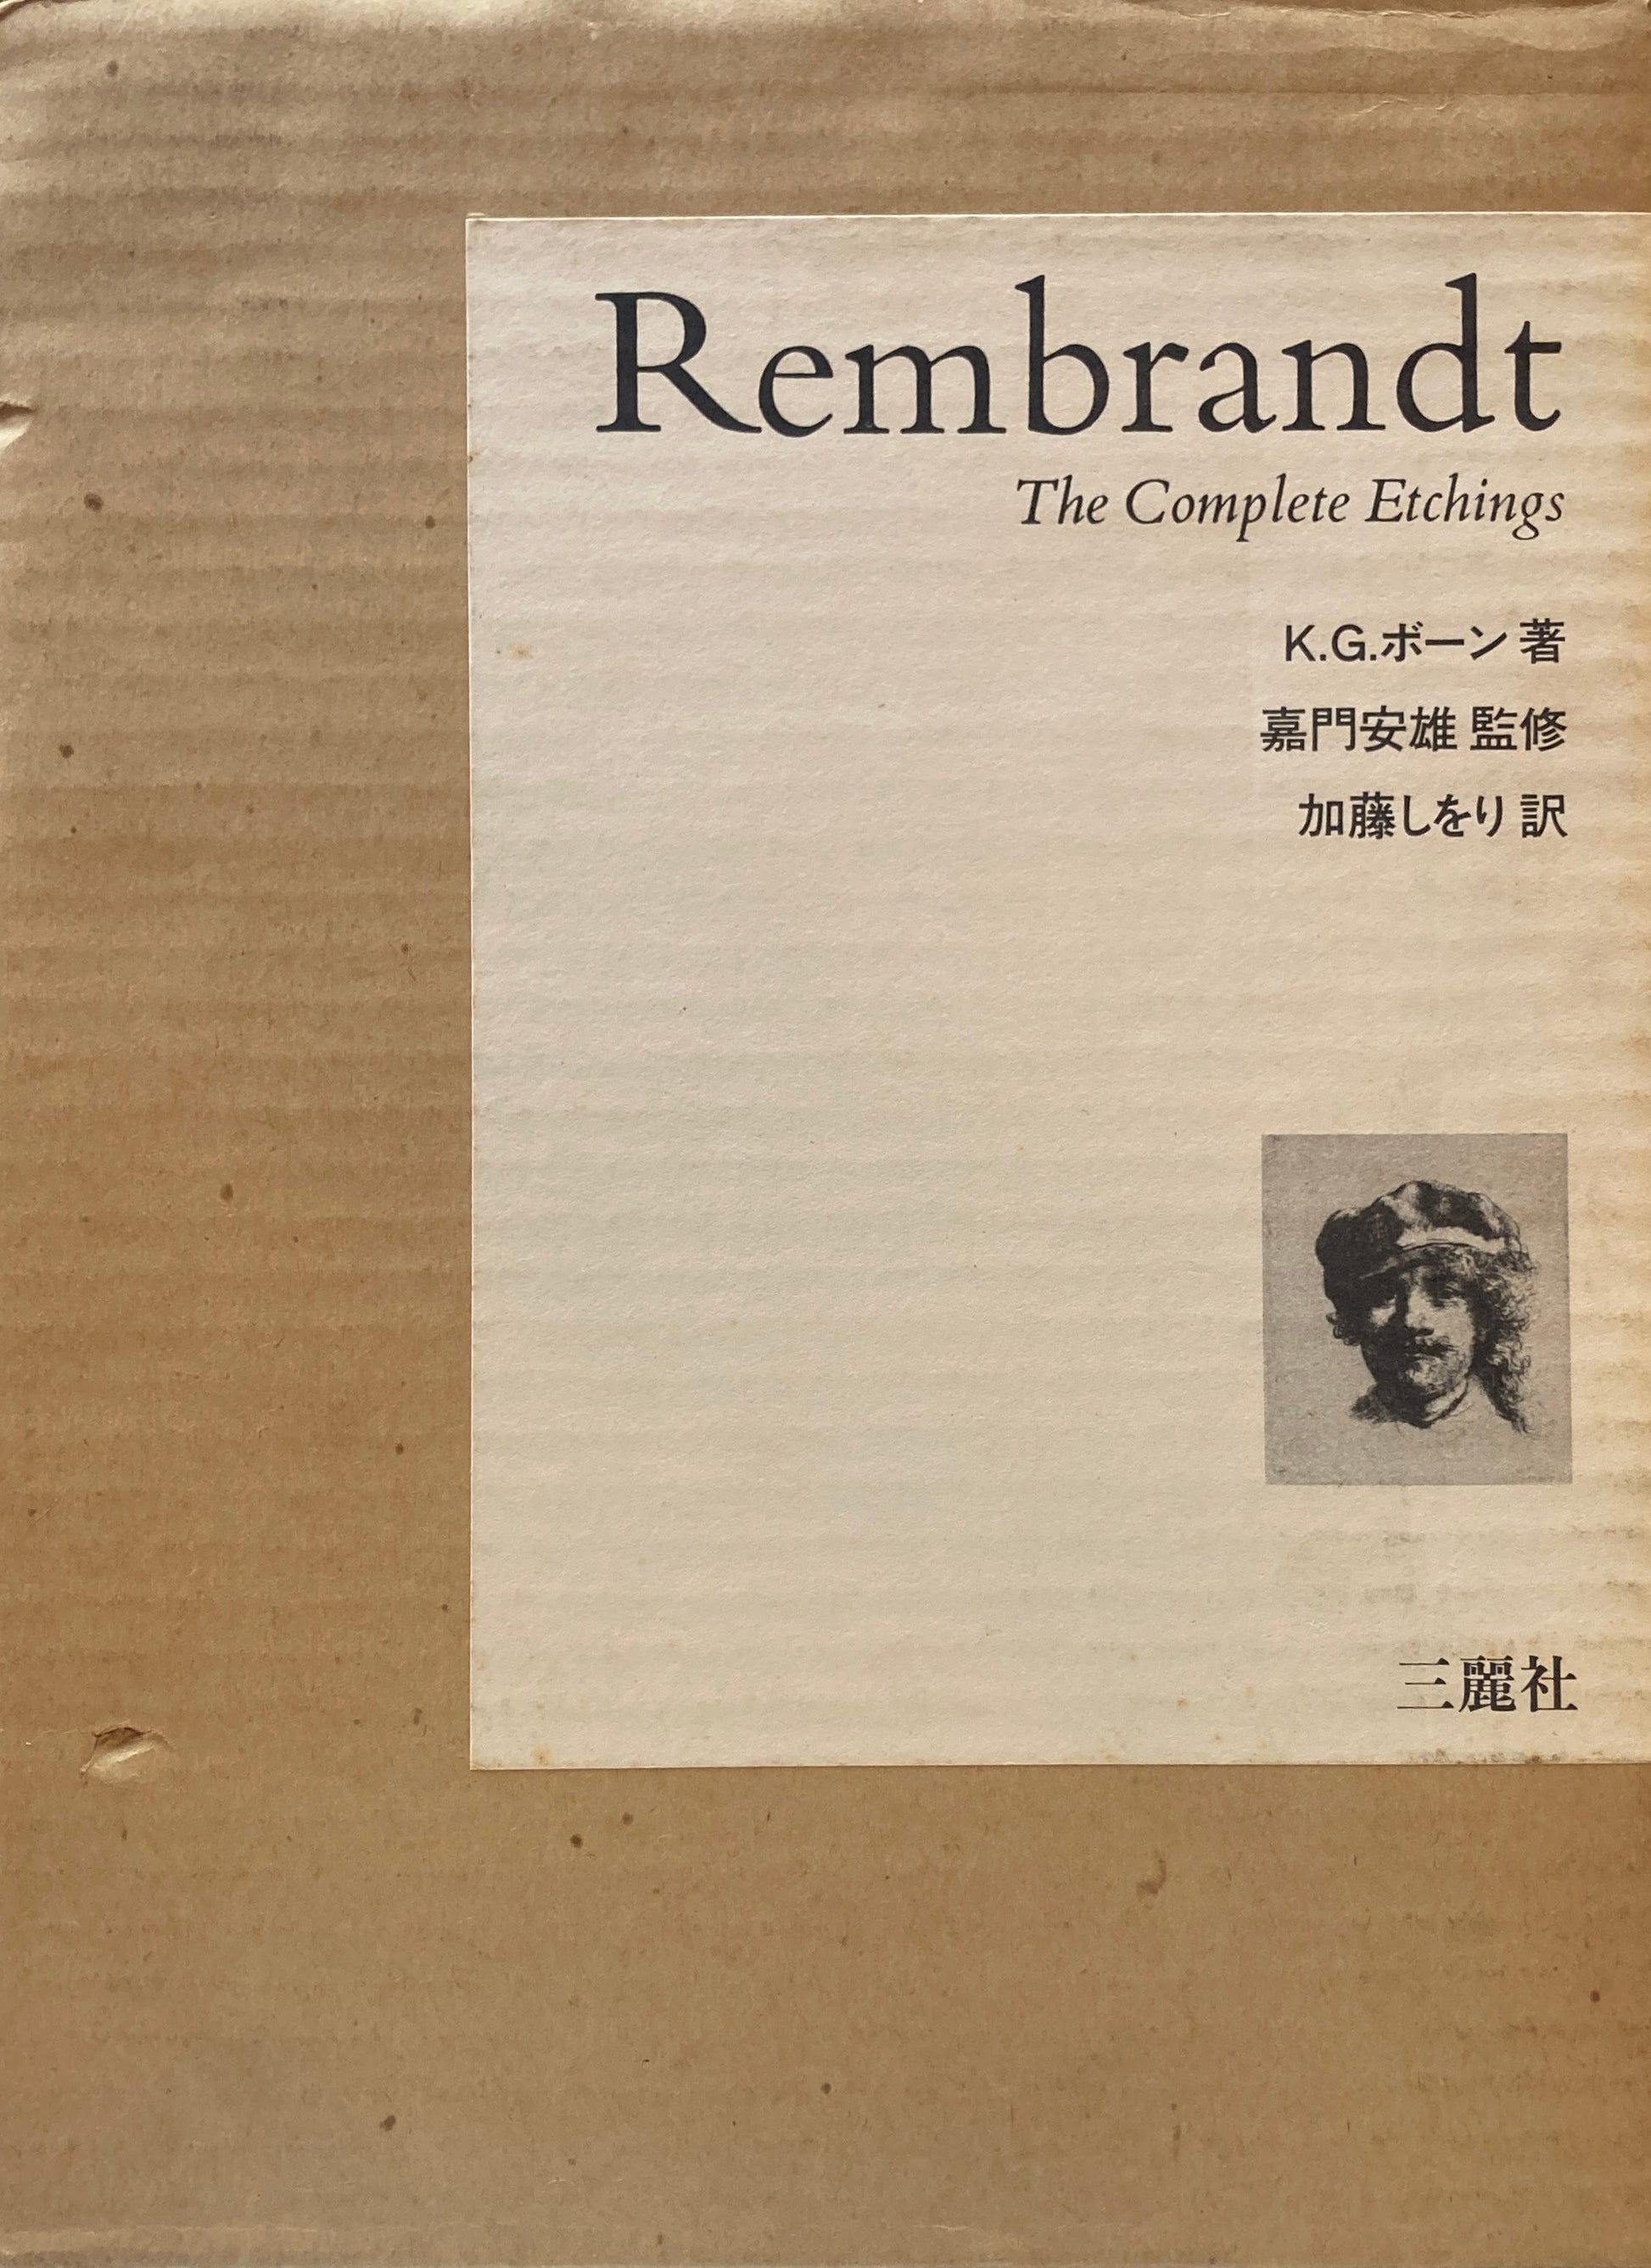 Rembrandt
The Complete Etchings
K.G.ボーン 著
嘉門安雄 監修
加藤しをり 訳
三麗社